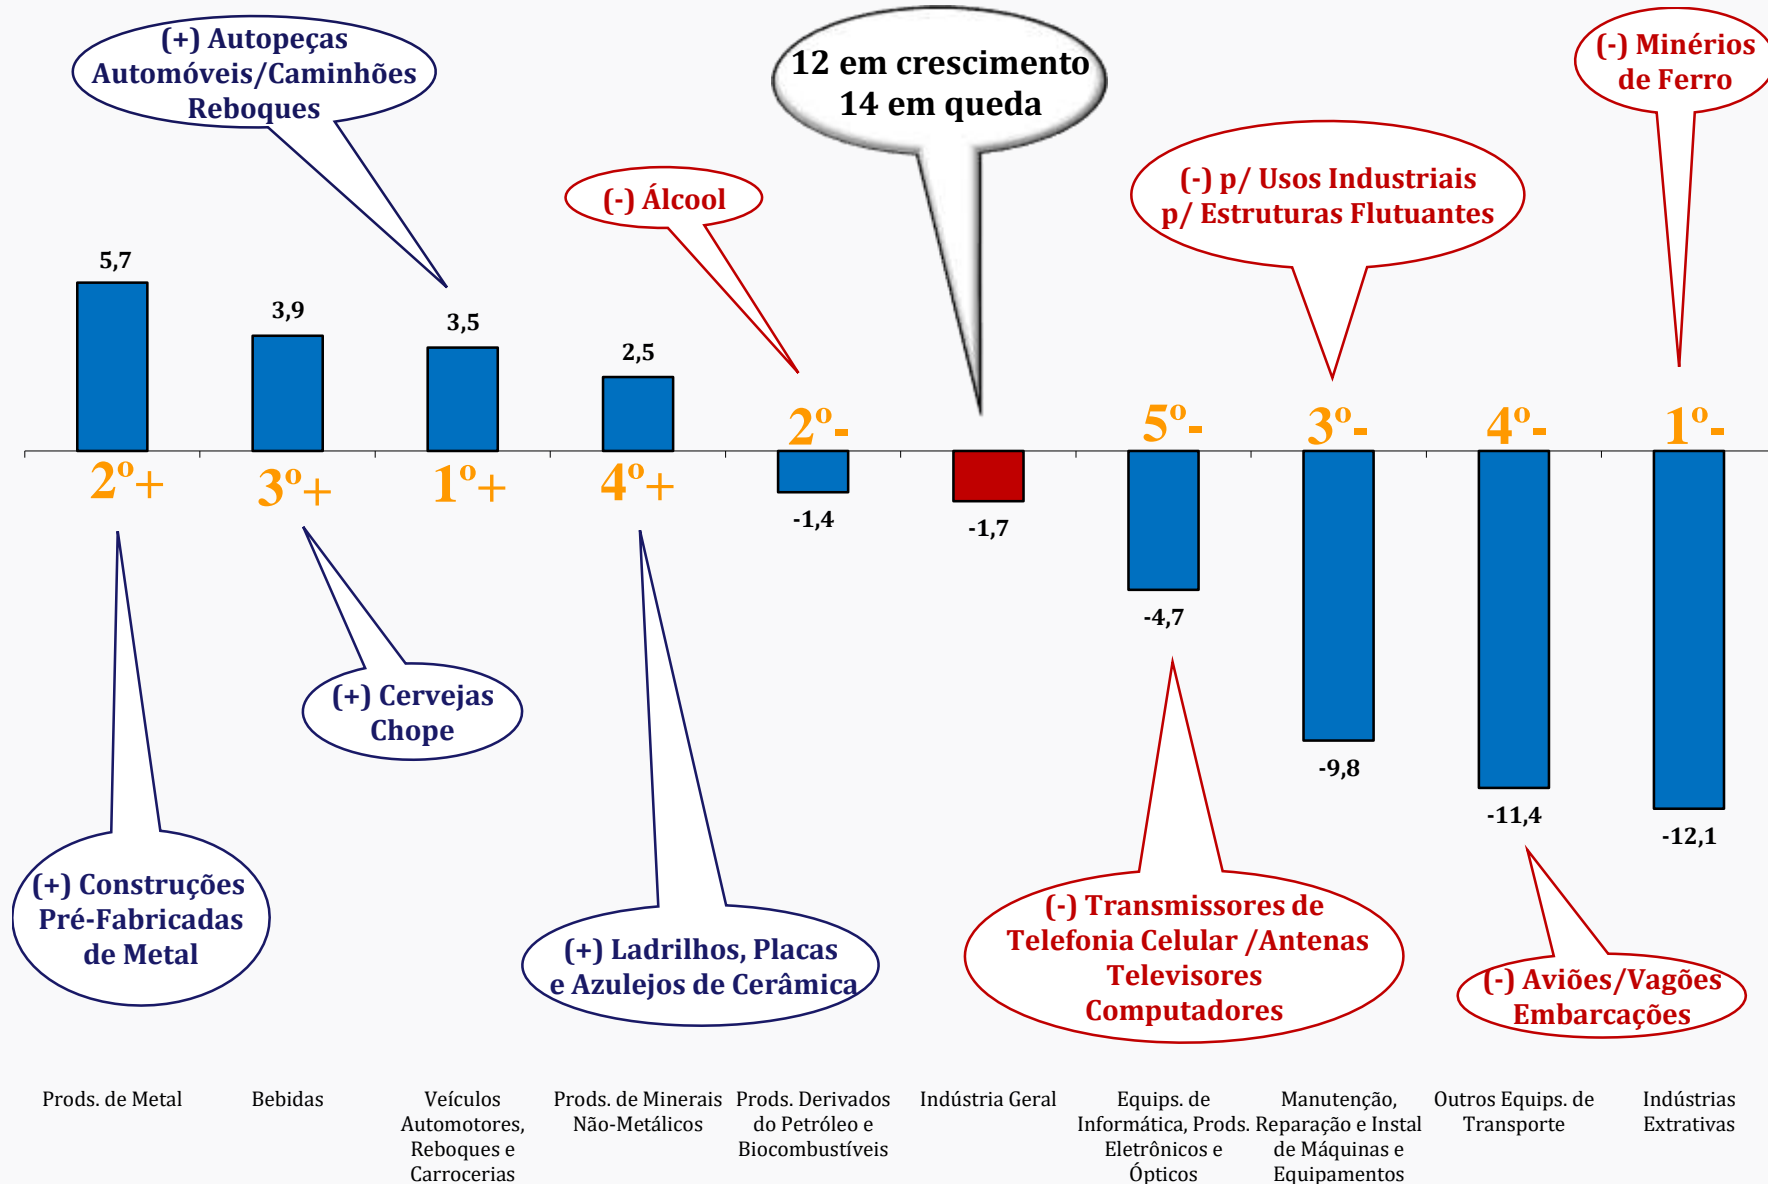 (+) Autopeças
Automóveis/Caminhões
Reboques
12 em crescimento
14 em queda
(-) Minérios
de Ferro
(-) Álcool
(-) p/ Usos Industriais
p/ Estruturas Flutuantes
5,7
3,9
3,5
2,5
2º-
5º-
3º-
4º-
1º-
2º+
3º+
1º+
4º+
-1,4
-1,7
-4,7
-9,8
-11,4
-12,1
(+) Cervejas
Chope
(+) Construções
Pré-Fabricadas
de Metal
(+) Ladrilhos, Placas
e Azulejos de Cerâmica
(-) Transmissores de
Telefonia Celular /Antenas
Televisores
Computadores
(-) Aviões/Vagões
Embarcações
Prods. de Metal
Bebidas
Veículos
Automotores,
Reboques e
Carrocerias
Prods. de Minerais
Não-Metálicos
Prods. Derivados
do Petróleo e
Biocombustíveis
Indústria Geral
Equips. de
Informática, Prods.
Eletrônicos e
Ópticos
Manutenção,
Reparação e Instal
de Máquinas e
Equipamentos
Outros Equips. de
Transporte
Indústrias
Extrativas